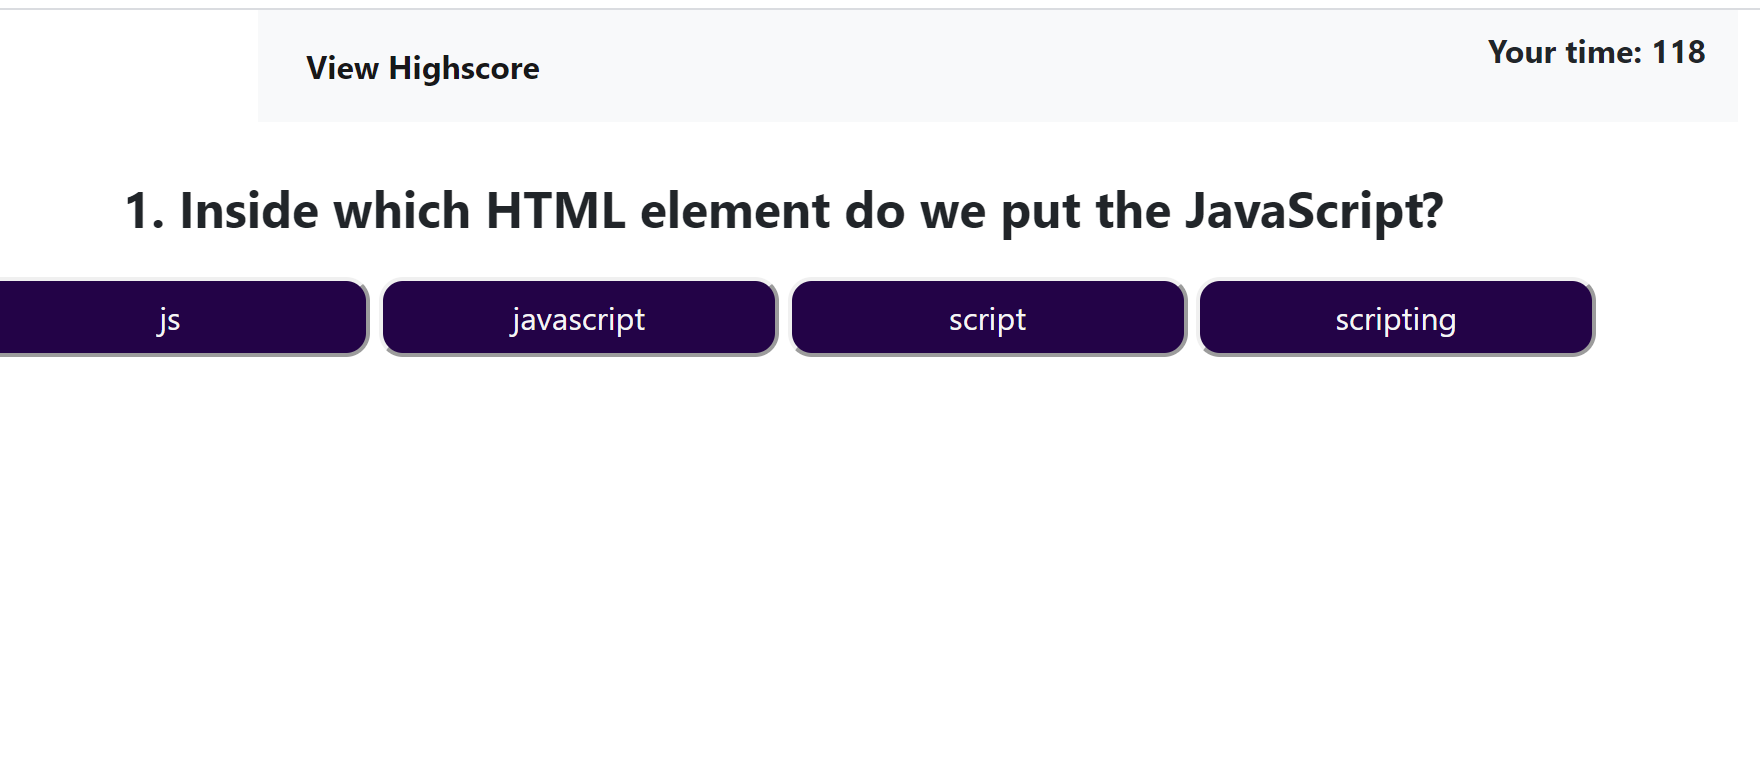 View Highscore
Your time: 118
1. Inside which HTML element do we put the JavaScript?
js
javascript
script
scripting